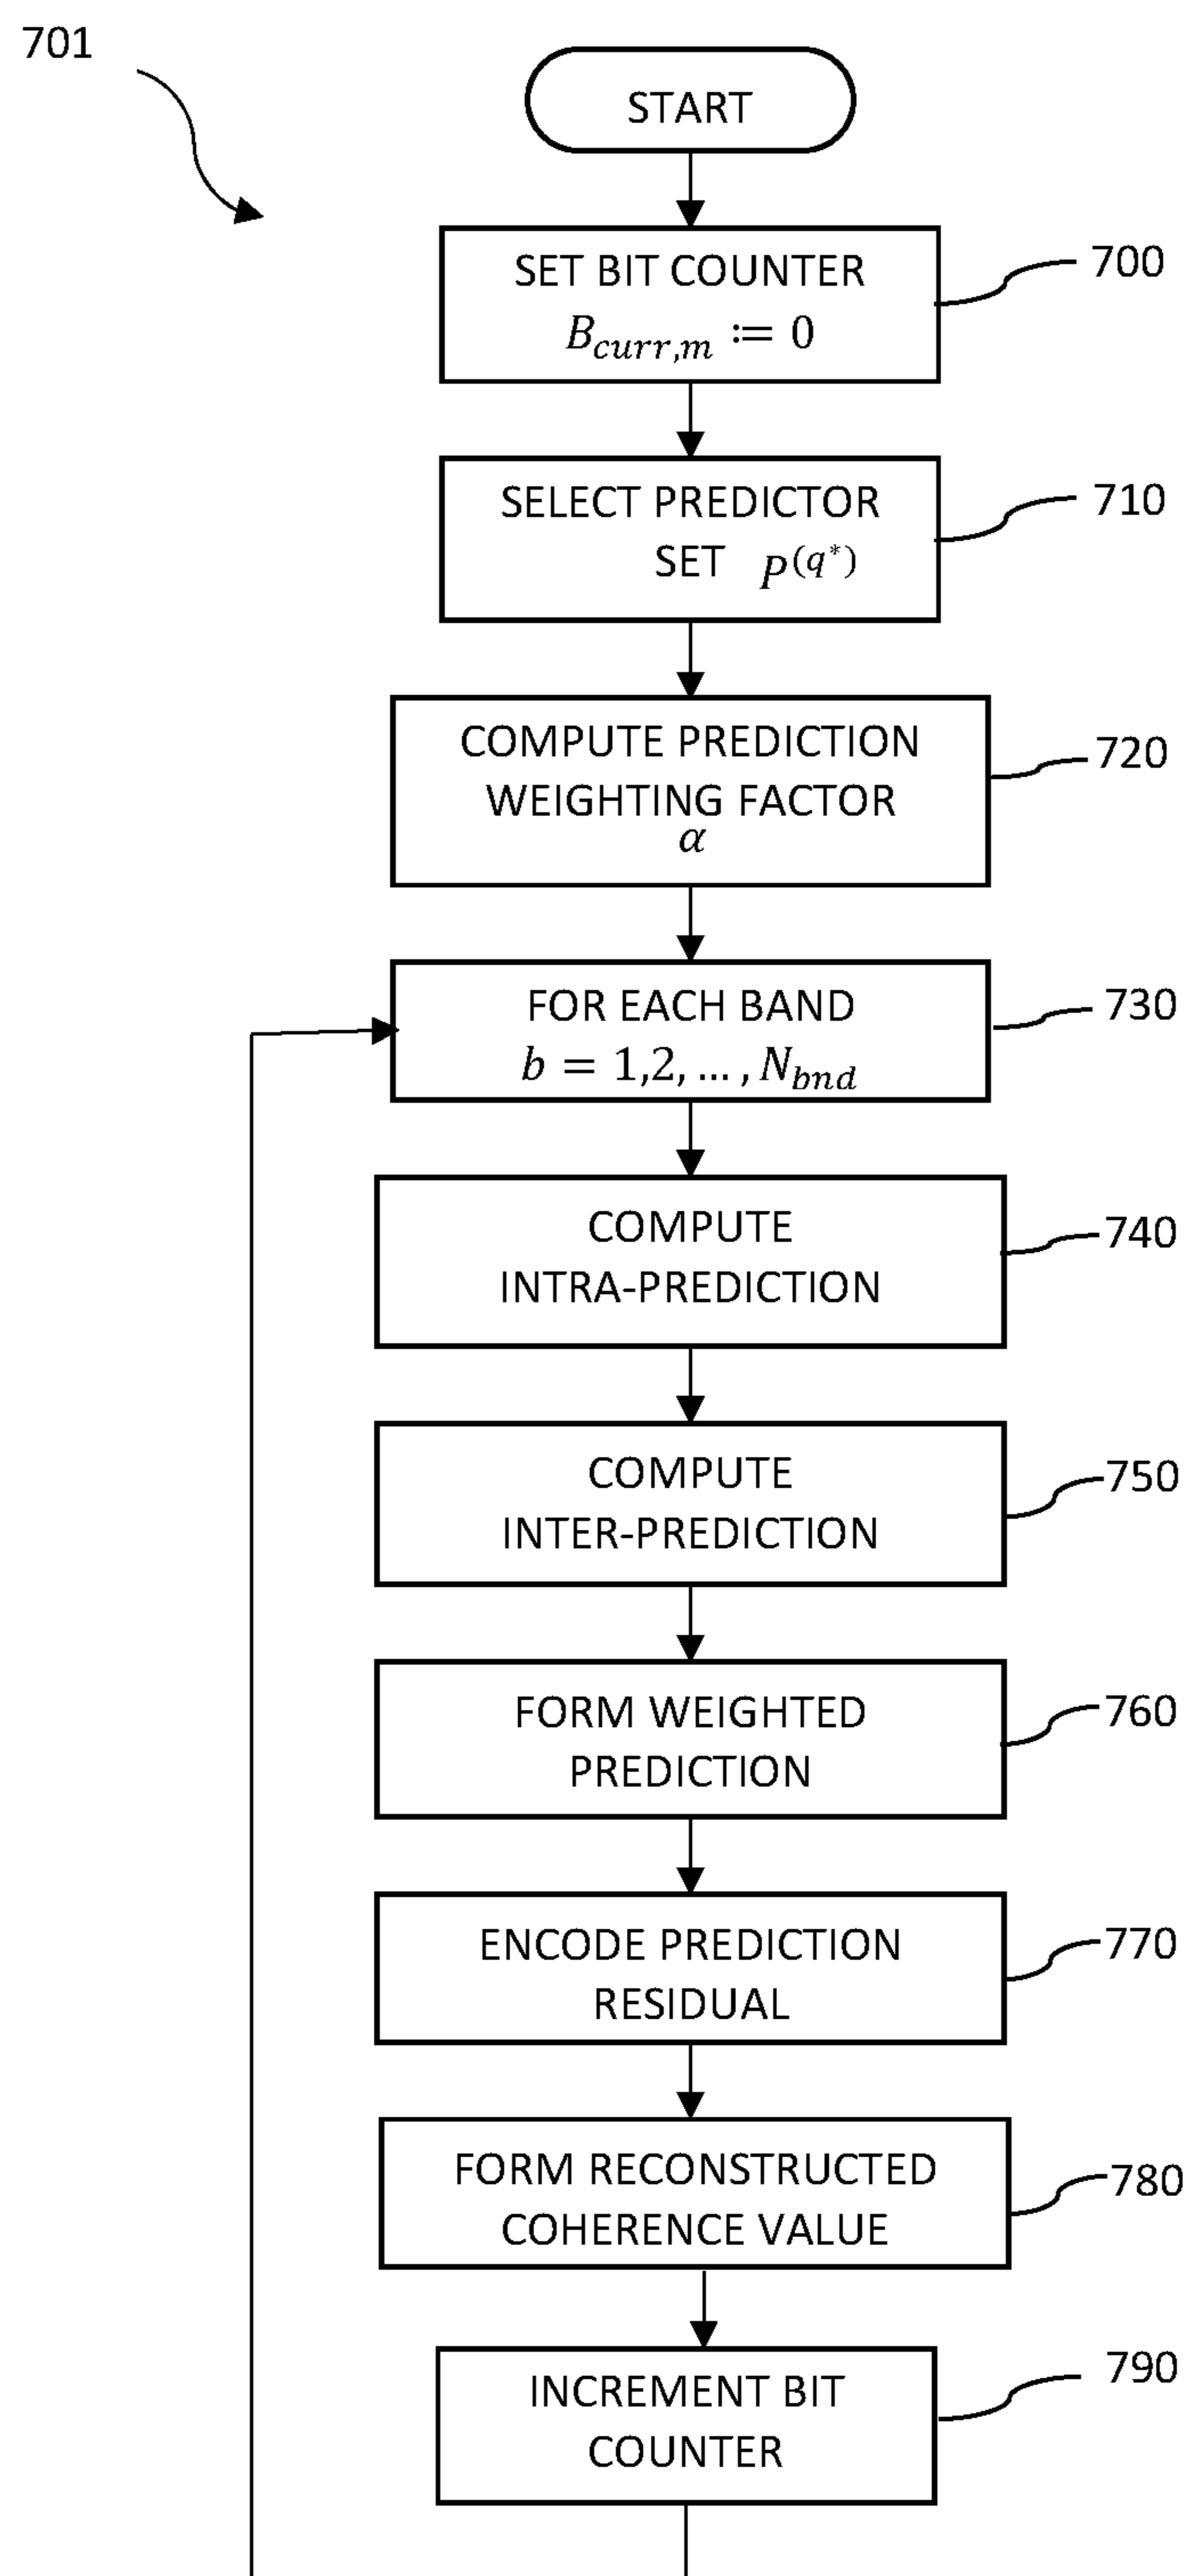 701
START
SET BIT COUNTER
B_{curr,m} := 0
700
SELECT PREDICTOR
SET P^{(q*)}
710
COMPUTE PREDICTION
WEIGHTING FACTOR
α
720
FOR EACH BAND
b = 1,2, … , N_{bnd}
730
COMPUTE
INTRA-PREDICTION
740
COMPUTE
INTER-PREDICTION
750
FORM WEIGHTED
PREDICTION
760
ENCODE PREDICTION
RESIDUAL
770
FORM RECONSTRUCTED
COHERENCE VALUE
780
INCREMENT BIT
COUNTER
790